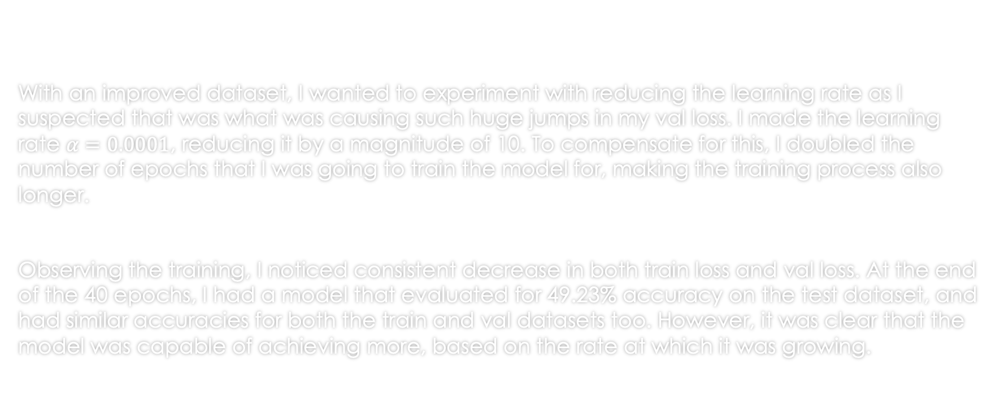 With an improved dataset, I wanted to experiment with reducing the learning rate as I
suspected that was what was causing such huge jumps in my val loss. I made the learning
rate α = 0.0001, reducing it by a magnitude of 10. To compensate for this, I doubled the
number of epochs that I was going to train the model for, making the training process also
longer.
Observing the training, I noticed consistent decrease in both train loss and val loss. At the end
of the 40 epochs, I had a model that evaluated for 49.23% accuracy on the test dataset, and
had similar accuracies for both the train and val datasets too. However, it was clear that the
model was capable of achieving more, based on the rate at which it was growing.